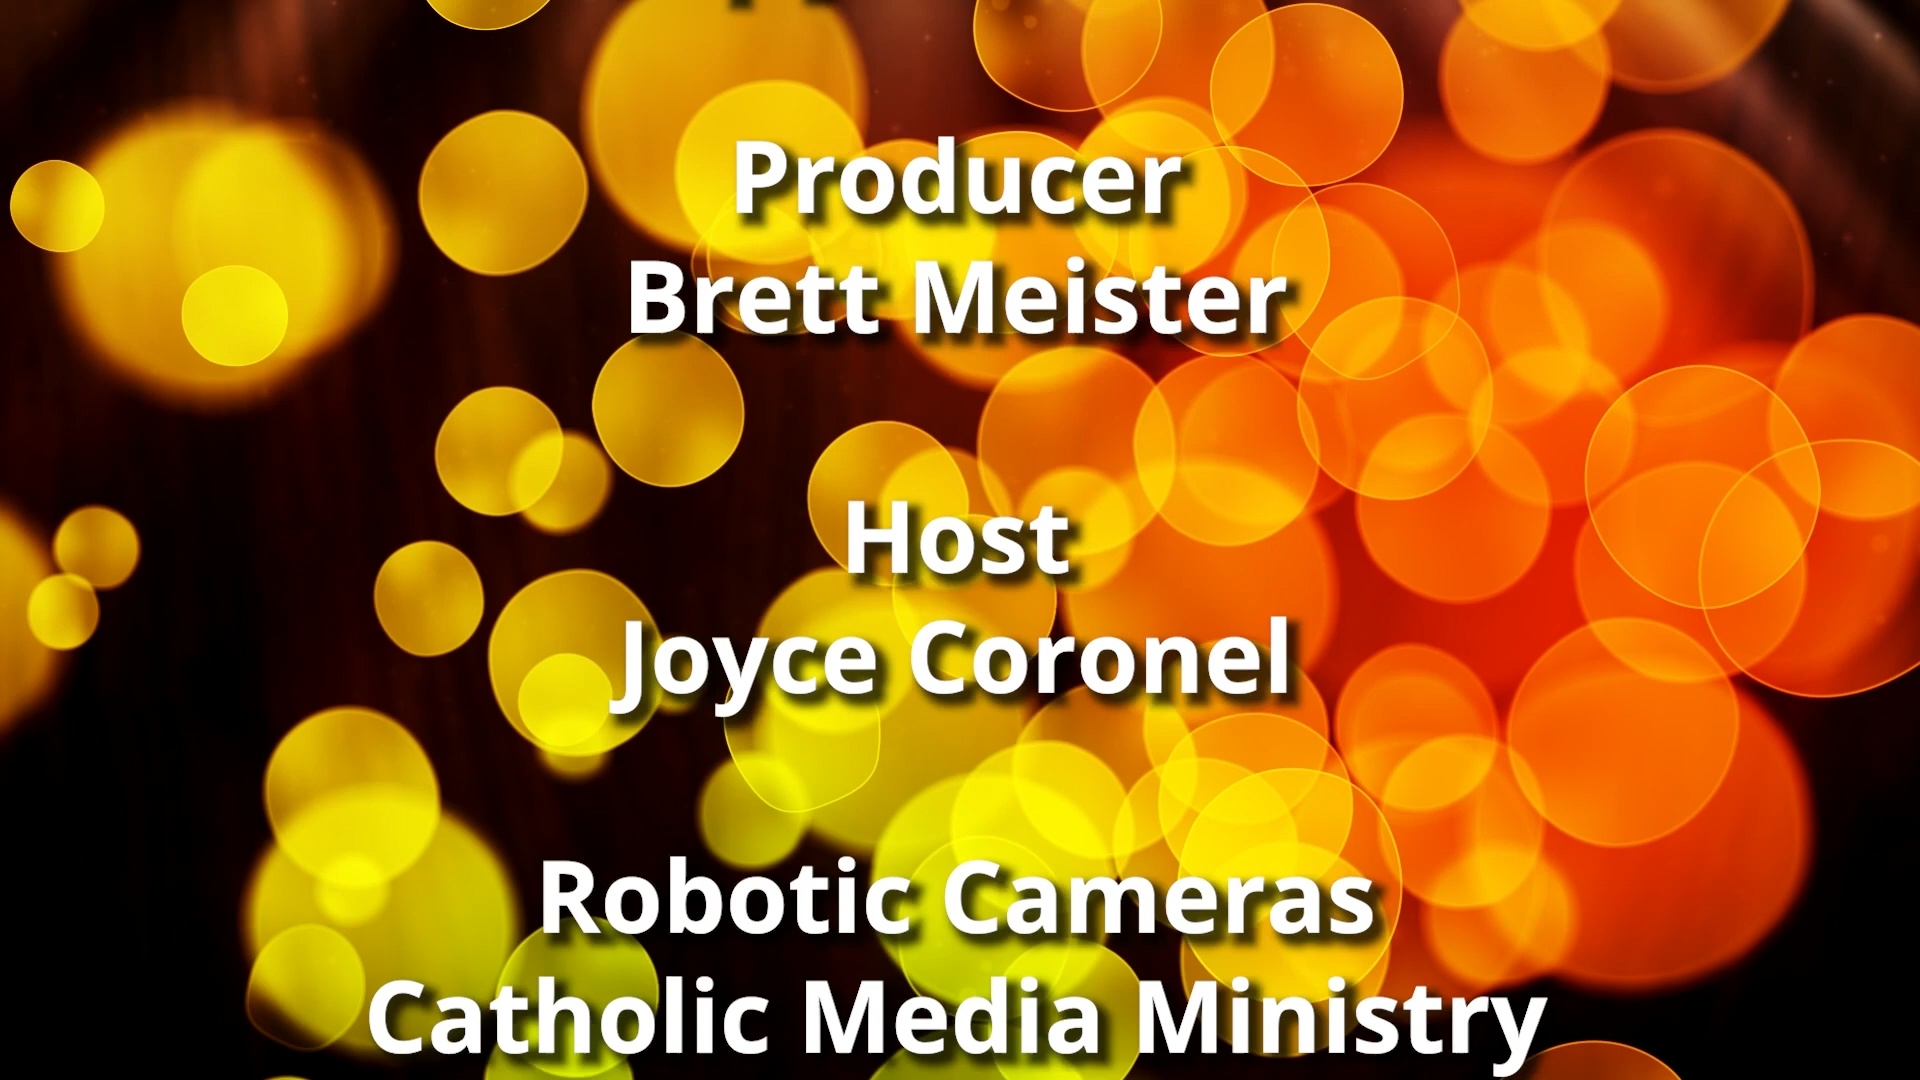 Producer
Brett Meister
Host
Joyce Coronel
Robotic Cameras
Catholic Media Ministry